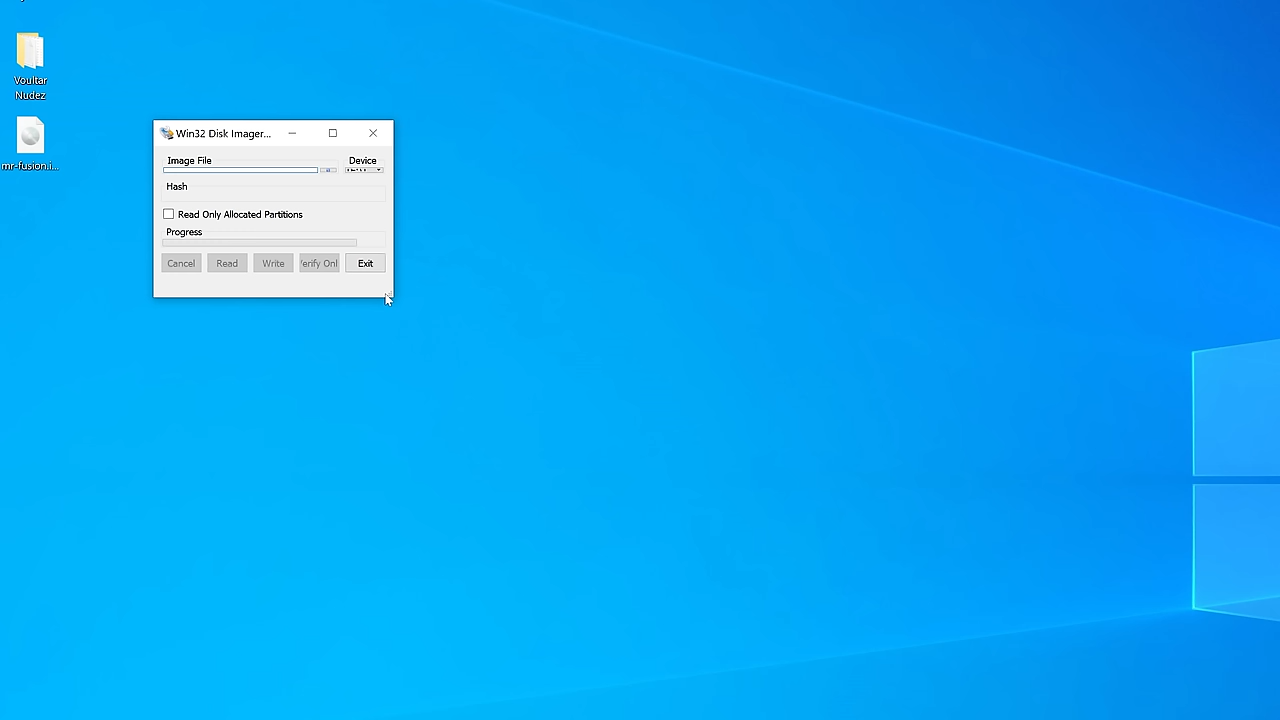 Voultar
Nudez
mr-fusion.i...
Win32 Disk Imager...
Image File
Device
Hash
Read Only Allocated Partitions
Progress
Cancel
Read
Write
erify Onl
Exit